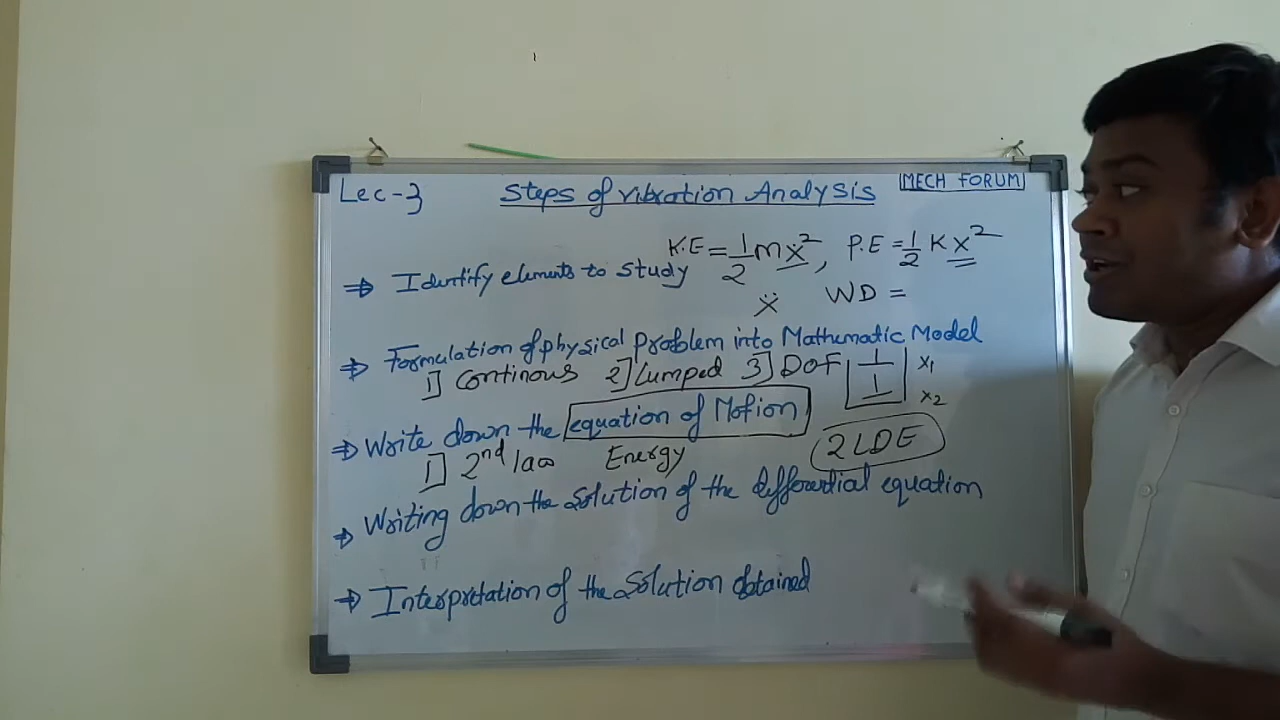 Lec-3 Steps of Vibration Analysis MECH FORUM
K.E = 1/2 mẋ², P.E = 1/2 Kx²
⇒ Identify elements to study
ẍ WD =
⇒ Formulation of physical problem into Mathematic Model
1] Continous 2] Lumped 3] DOF x1
x2
⇒ Write down the equation of Motion
1] 2nd law Energy 2LDE
⇒ Writing down the solution of the differential equation
⇒ Interpretation of the solution obtained